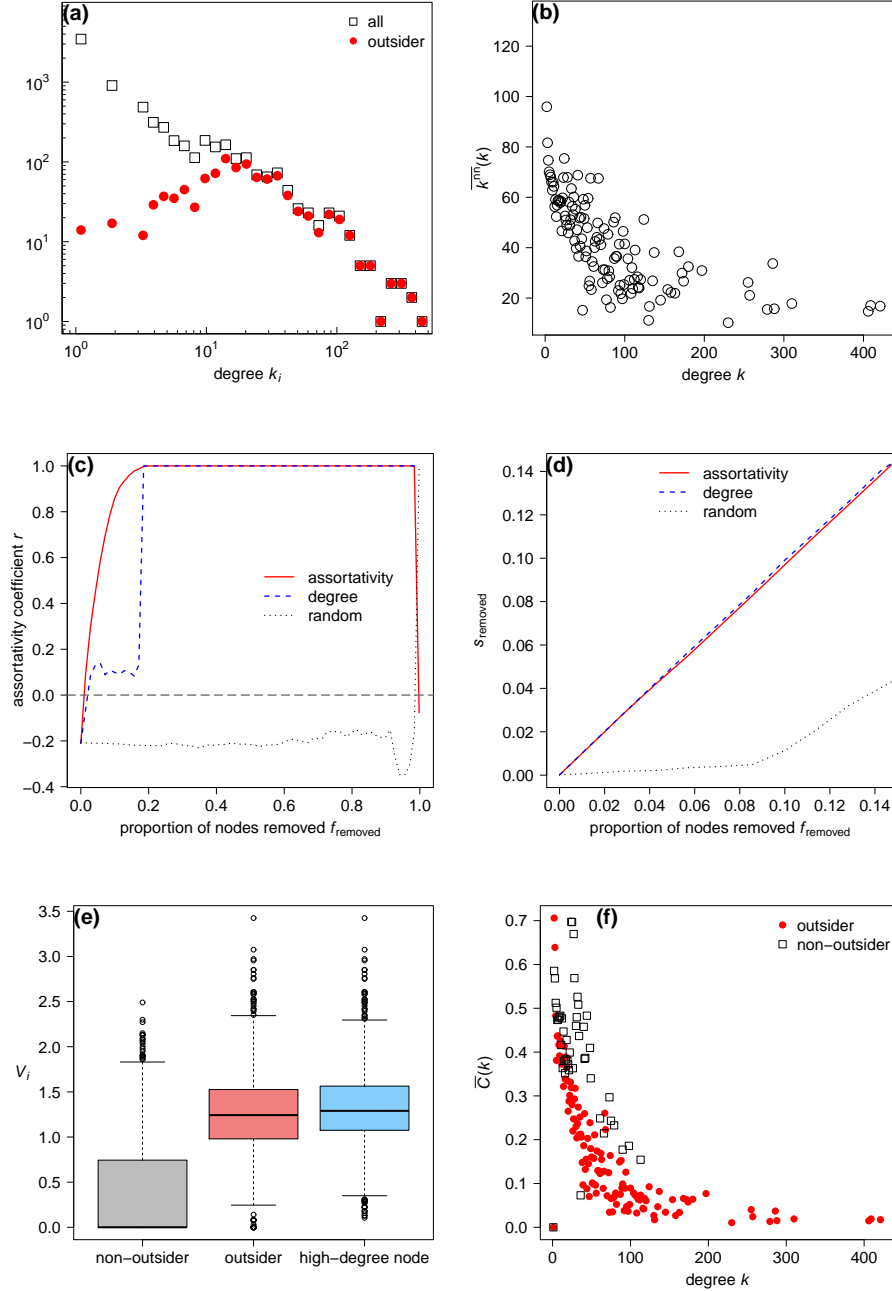 (a)
all
outsider
10^3
10^2
10^1
10^0
10^0 10^1 10^2
degree k_i
(b)
120
100
80
60
40
20
0 100 200 300 400
\overline{k^{nn}}(k)
degree k
(c)
1.0
0.8
0.6
0.4
0.2
0.0
−0.2
−0.4
0.0 0.2 0.4 0.6 0.8 1.0
assortativity coefficient r
assortativity
degree
random
proportion of nodes removed f_removed
(d)
0.14
0.12
0.10
0.08
0.06
0.04
0.02
0.00
0.00 0.02 0.04 0.06 0.08 0.10 0.12 0.14
s_removed
assortativity
degree
random
proportion of nodes removed f_removed
(e)
3.5
3.0
2.5
2.0
1.5
1.0
0.5
0.0
V_i
non−outsider outsider high−degree node
(f)
outsider
non−outsider
0.7
0.6
0.5
0.4
0.3
0.2
0.1
0.0
0 100 200 300 400
\overline{C}(k)
degree k